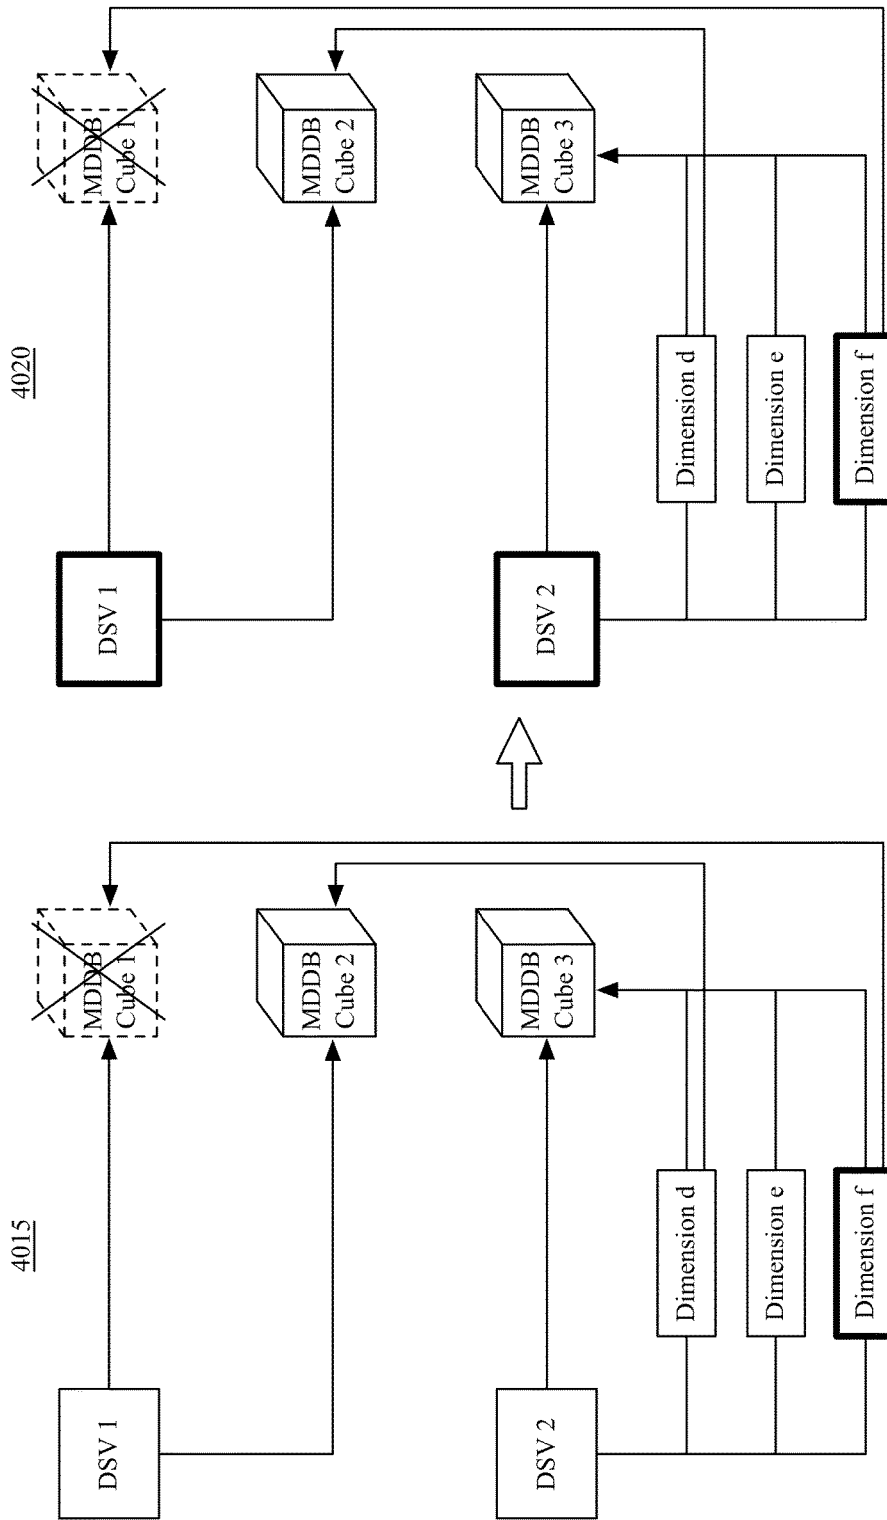 4015
DSV 1
MDDB
Cube 1
MDDB
Cube 2
DSV 2
MDDB
Cube 3
Dimension d
Dimension e
Dimension f
4020
DSV 1
MDDB
Cube 1
MDDB
Cube 2
DSV 2
MDDB
Cube 3
Dimension d
Dimension e
Dimension f